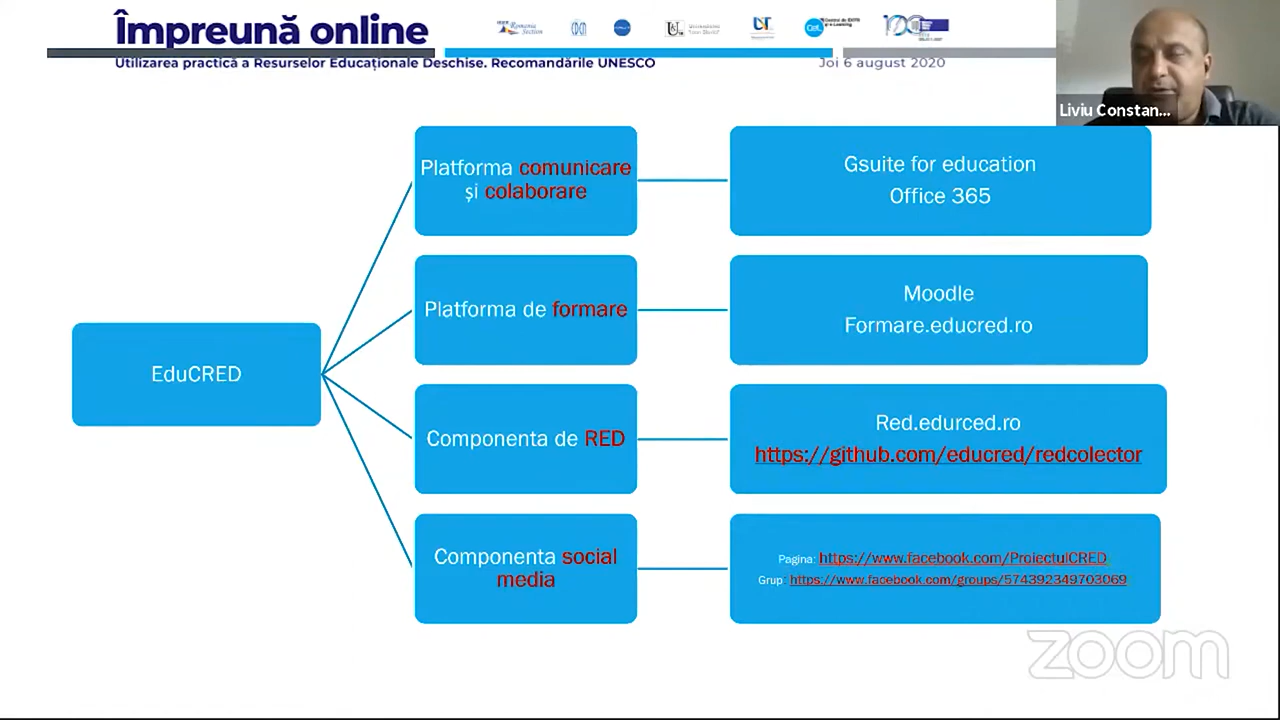 Împreună online
Utilizarea practică a Resurselor Educaționale Deschise. Recomandările UNESCO
Joi 6 august 2020
Liviu Constan...
EduCRED
Platforma comunicare
și colaborare
Gsuite for education
Office 365
Platforma de formare
Moodle
Formare.educred.ro
Componenta de RED
Red.edurced.ro
https://github.com/educred/redcolector
Componenta social
media
Pagina: https://www.facebook.com/ProiectulCRED
Grup: https://www.facebook.com/groups/574392349703069
zoom